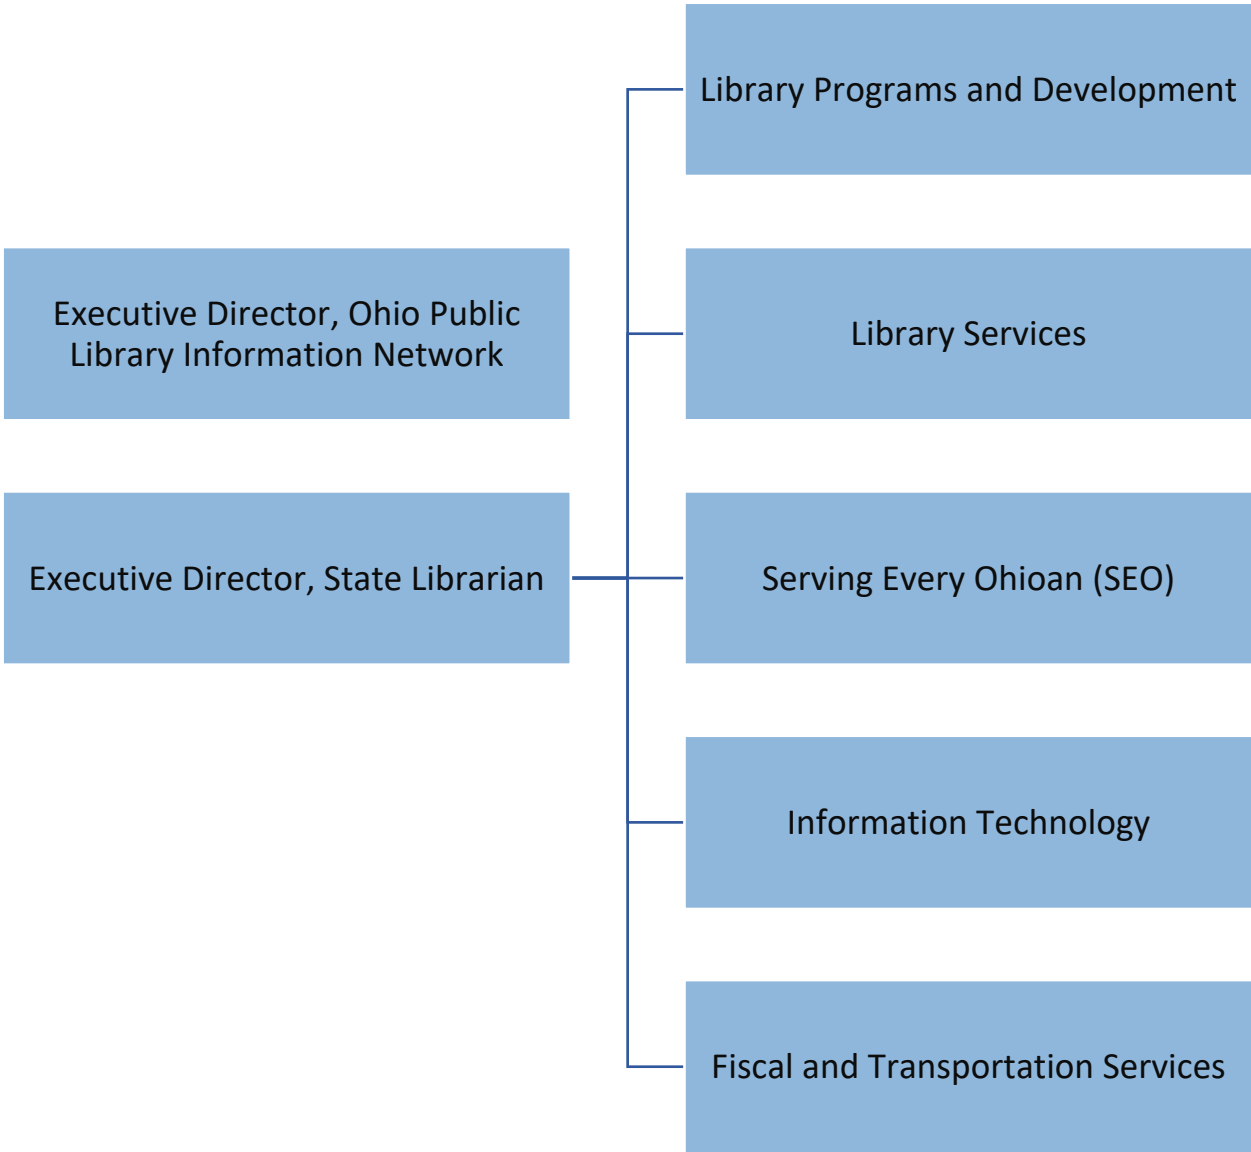 Library Programs and Development
Executive Director, Ohio Public
Library Information Network
Library Services
Executive Director, State Librarian
Serving Every Ohioan (SEO)
Information Technology
Fiscal and Transportation Services